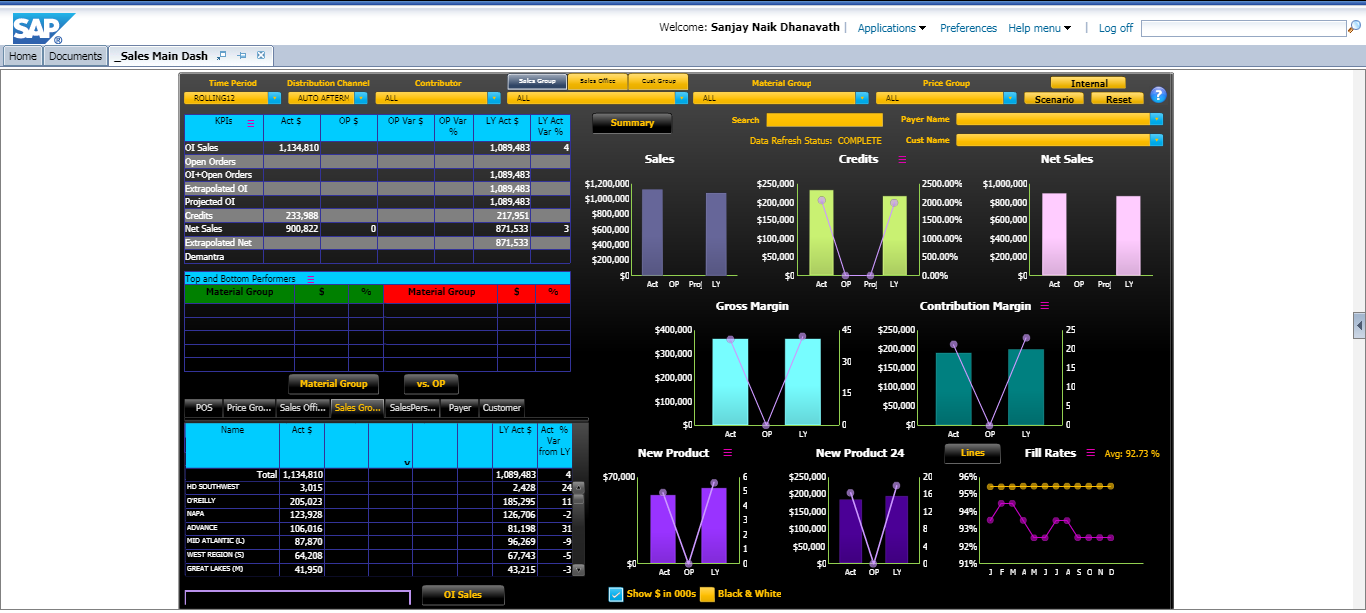 SAP ®
Welcome: Sanjay Naik Dhanavath | Applications Preferences Help menu | Log off
Home Documents _Sales Main Dash
Time Period Distribution Channel Contributor Sales Group Sales Office Cust Group Material Group Price Group Internal
ROLLING12 AUTO AFTERM ALL ALL ALL ALL Scenario Reset ?
KPIs Act $ OP $ OP Var $ OP Var % LY Act $ LY Act Var %
OI Sales 1,134,810 1,089,483 4
Open Orders
OI+Open Orders 1,089,483
Extrapolated OI 1,089,483
Projected OI 1,089,483
Credits 233,988 217,951
Net Sales 900,822 0 871,533 3
Extrapolated Net 871,533
Demantra
Summary Search Payer Name
Data Refresh Status: COMPLETE Cust Name
Sales
$1,200,000
$1,000,000
$800,000
$600,000
$400,000
$200,000
$0
Act OP Proj LY
Credits
$250,000 2500.00%
$200,000 2000.00%
$150,000 1500.00%
$100,000 1000.00%
$50,000 500.00%
$0 0.00%
Act OP Proj LY
Net Sales
$1,000,000
$800,000
$600,000
$400,000
$200,000
$0
Act OP Proj LY
Top and Bottom Performers
Material Group $ % Material Group $ %
Material Group vs. OP
Gross Margin
$400,000 45
$300,000 30
$200,000 15
$100,000
$0 0
Act OP LY
Contribution Margin
$250,000 25
$200,000 20
$150,000 15
$100,000 10
$50,000 5
$0 0
Act OP LY
POS Price Gro... Sales Offi... Sales Gro... SalesPers... Payer Customer
Name Act $ v LY Act $ Act % Var from LY
Total 1,134,810 1,089,483 4
HD SOUTHWEST 3,015 2,428 24
O'REILLY 205,023 185,295 11
NAPA 123,928 126,706 -2
ADVANCE 106,016 81,198 31
MID ATLANTIC (L) 87,870 96,269 -9
WEST REGION (S) 64,208 67,743 -5
GREAT LAKES (M) 41,950 43,215 -3
OI Sales
New Product
$70,000 6
5
4
3
2
1
$0 0
Act OP LY
New Product 24
$250,000 20
$200,000 16
$150,000 12
$100,000 8
$50,000 4
$0 0
Act OP LY
Lines Fill Rates Avg: 92.73 %
96%
95%
94%
93%
92%
91%
J F M A M J J A S O N D
Show $ in 000s Black & White